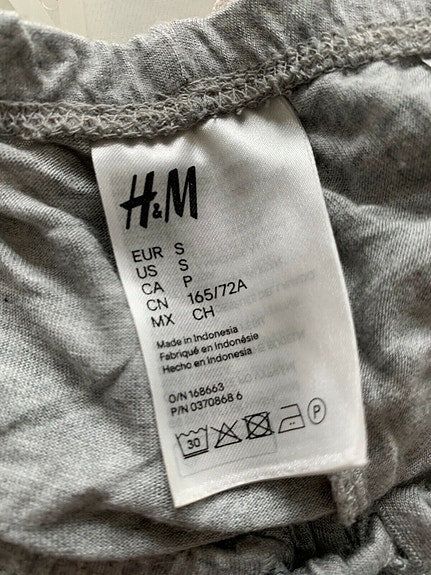 H&M
EUR S
US S
CA P
CN 165/72A
MX CH
Made in Indonesia
Fabriqué en Indonésie
Hecho en Indonesia
O/N 168663
P/N 0370868 6
30
P